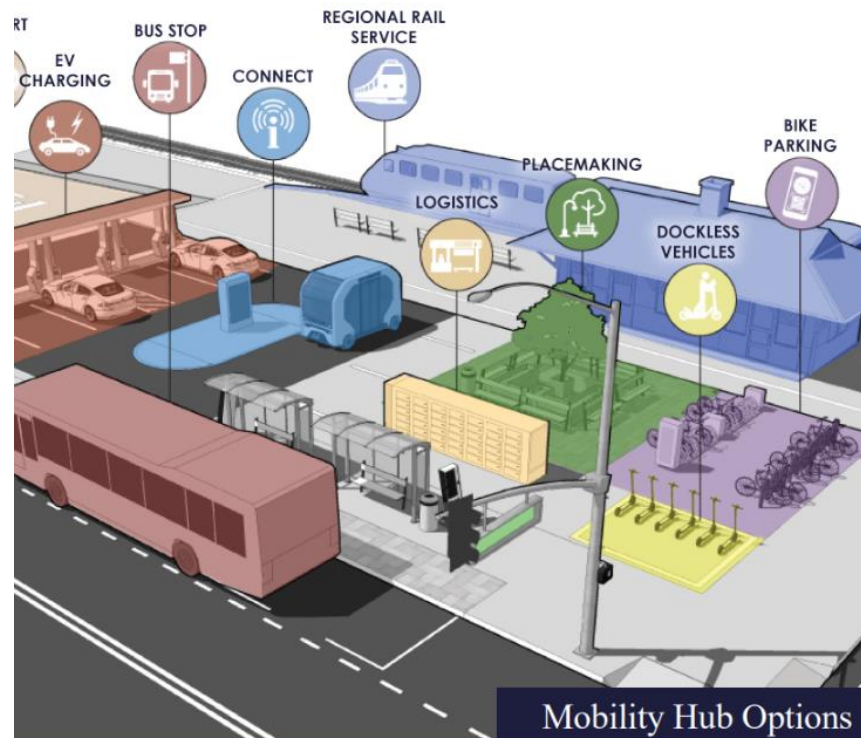 RT
EV
CHARGING
BUS STOP
CONNECT
REGIONAL RAIL
SERVICE
LOGISTICS
PLACEMAKING
DOCKLESS
VEHICLES
BIKE
PARKING
Mobility Hub Options